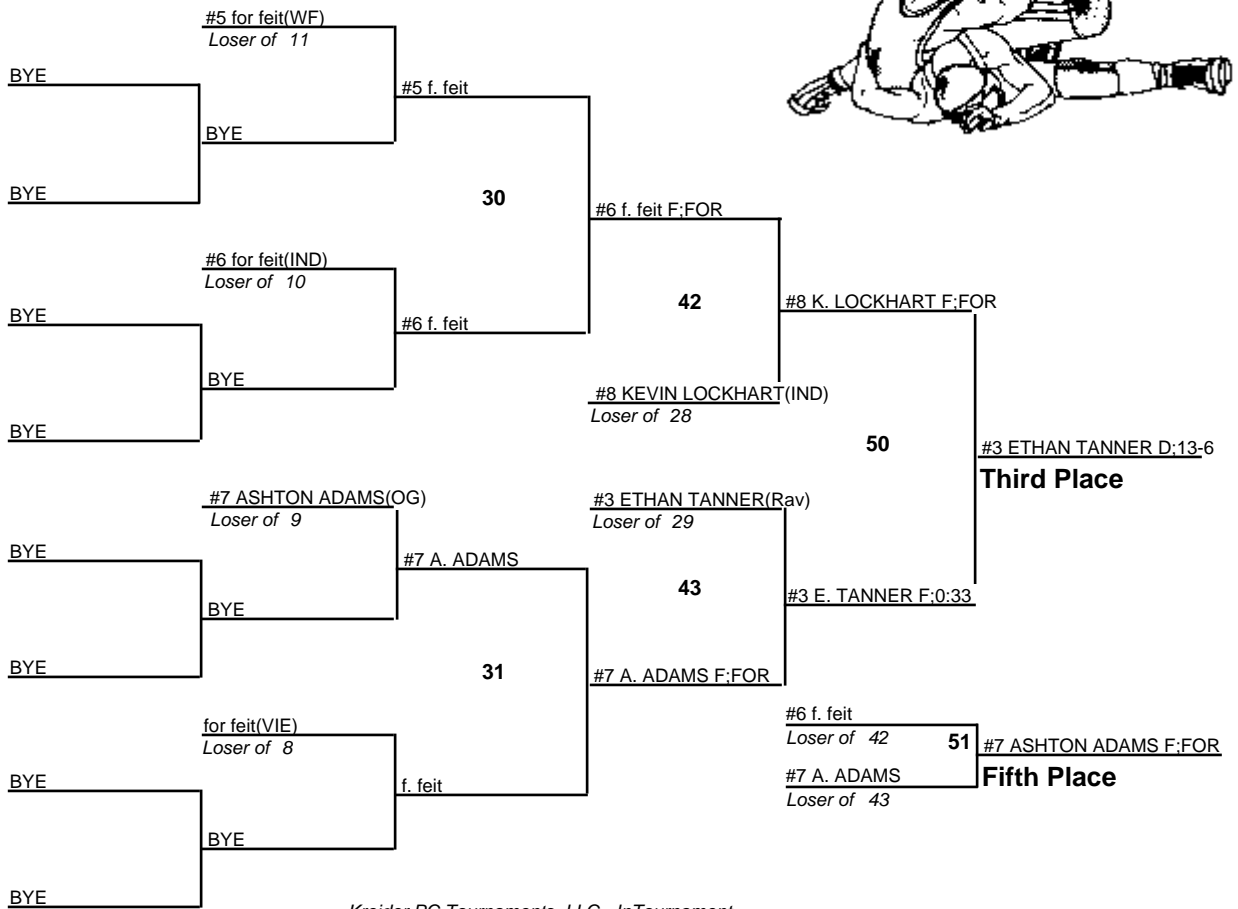 #5 for feit(WF)
Loser of 11
BYE
#5 f. feit
BYE
BYE
30
#6 f. feit F;FOR
#6 for feit(IND)
Loser of 10
42
#8 K. LOCKHART F;FOR
BYE
#6 f. feit
BYE
#8 KEVIN LOCKHART(IND)
Loser of 28
BYE
50
#3 ETHAN TANNER D;13-6
Third Place
#7 ASHTON ADAMS(OG)
Loser of 9
#3 ETHAN TANNER(Rav)
Loser of 29
BYE
#7 A. ADAMS
43
#3 E. TANNER F;0:33
BYE
BYE
31
#7 A. ADAMS F;FOR
for feit(VIE)
Loser of 8
#6 f. feit
Loser of 42
51
#7 ASHTON ADAMS F;FOR
Fifth Place
#7 A. ADAMS
Loser of 43
BYE
f. feit
BYE
BYE